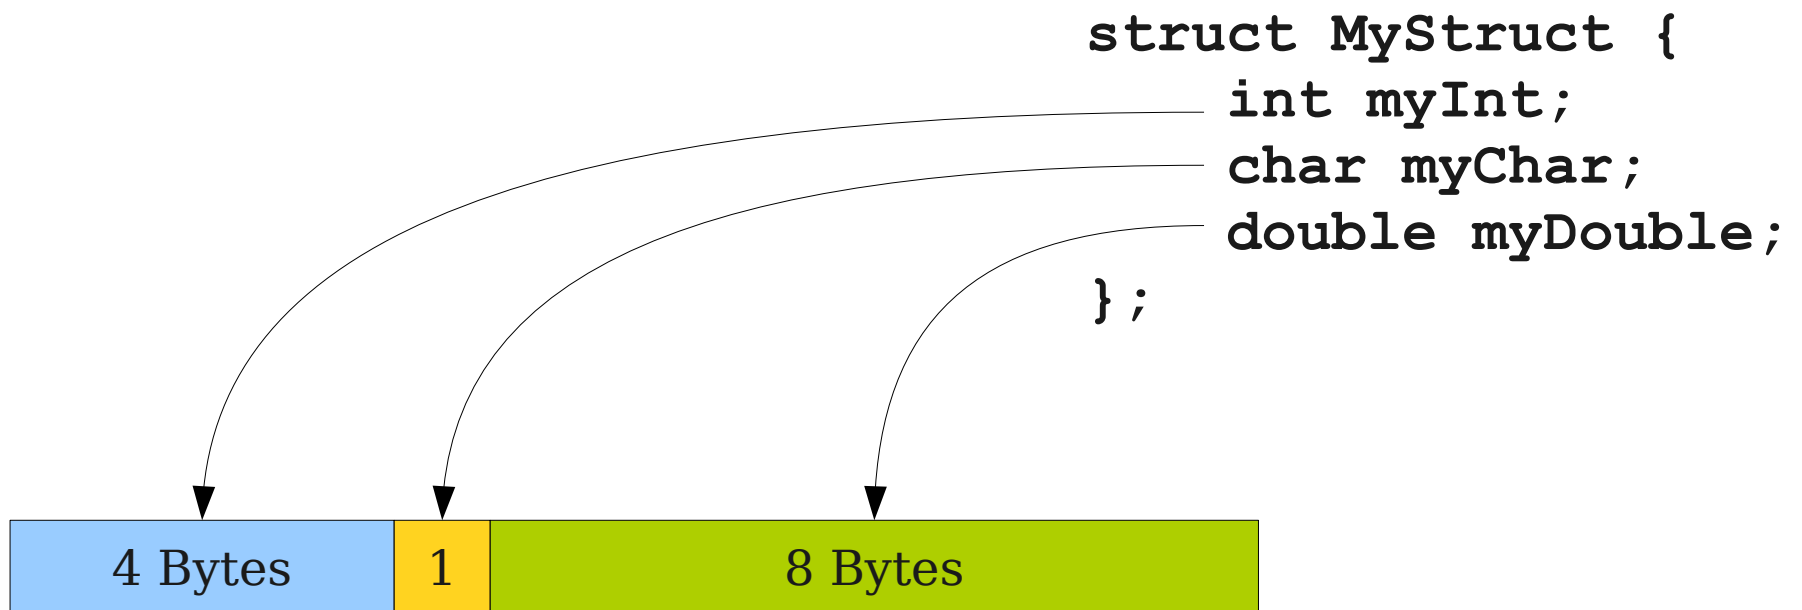 struct MyStruct {
int myInt;
char myChar;
double myDouble;
};
4 Bytes
1
8 Bytes